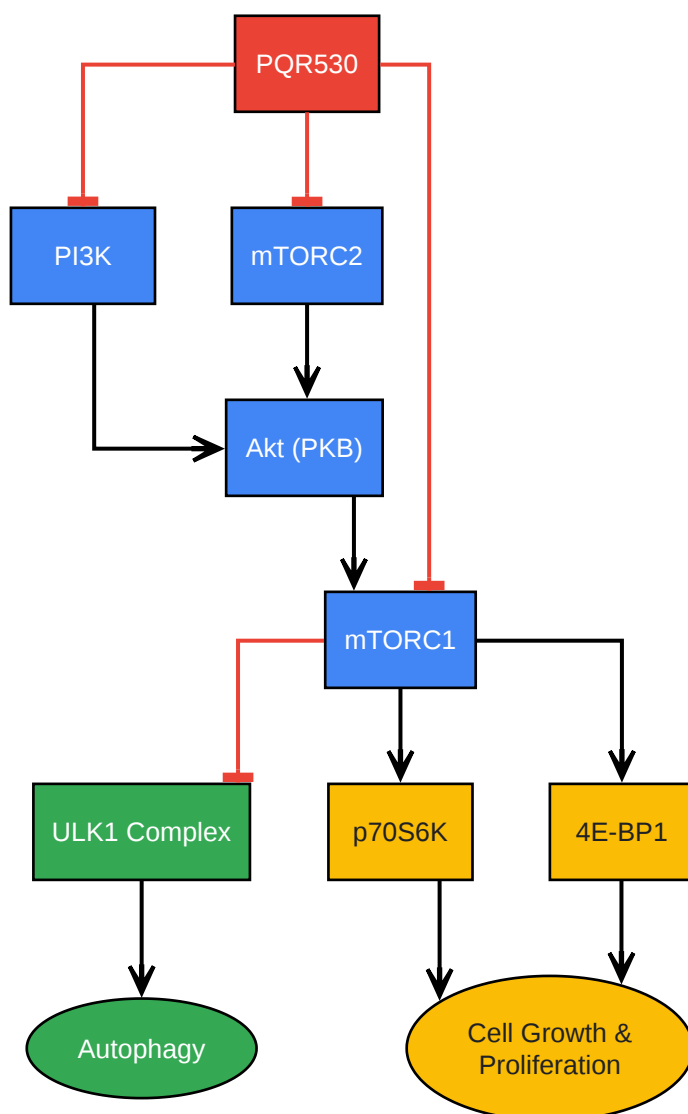 PQR530
PI3K
mTORC2
Akt (PKB)
mTORC1
ULK1 Complex
p70S6K
4E-BP1
Autophagy
Cell Growth &
Proliferation